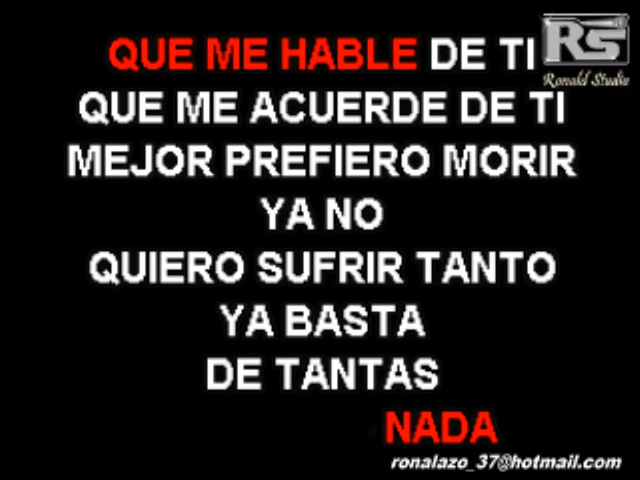 QUE ME HABLE DE TI
RS
Ronald Studio
QUE ME ACUERDE DE TI
MEJOR PREFIERO MORIR
YA NO
QUIERO SUFRIR TANTO
YA BASTA
DE TANTAS
NADA
ronalazo_37@hotmail.com